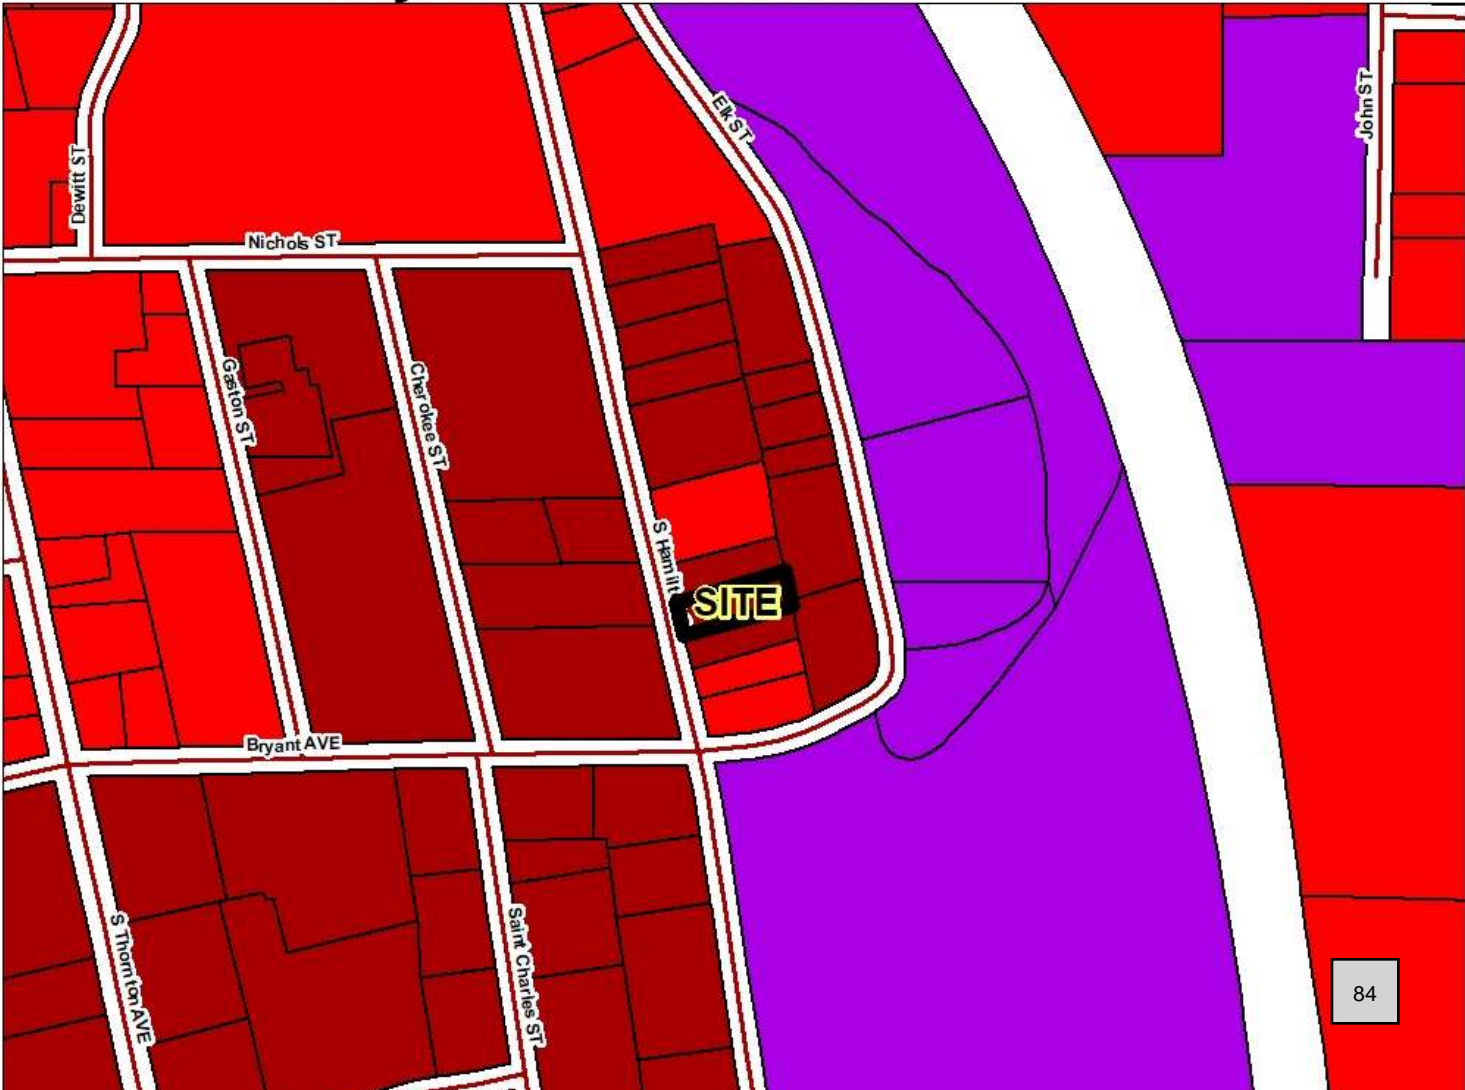 Elk ST
John ST
Dewitt ST
Nichols ST
Gaston ST
Cherokee ST
S Hamilt
SITE
Bryant AVE
S Thornton AVE
Saint Charles ST
84